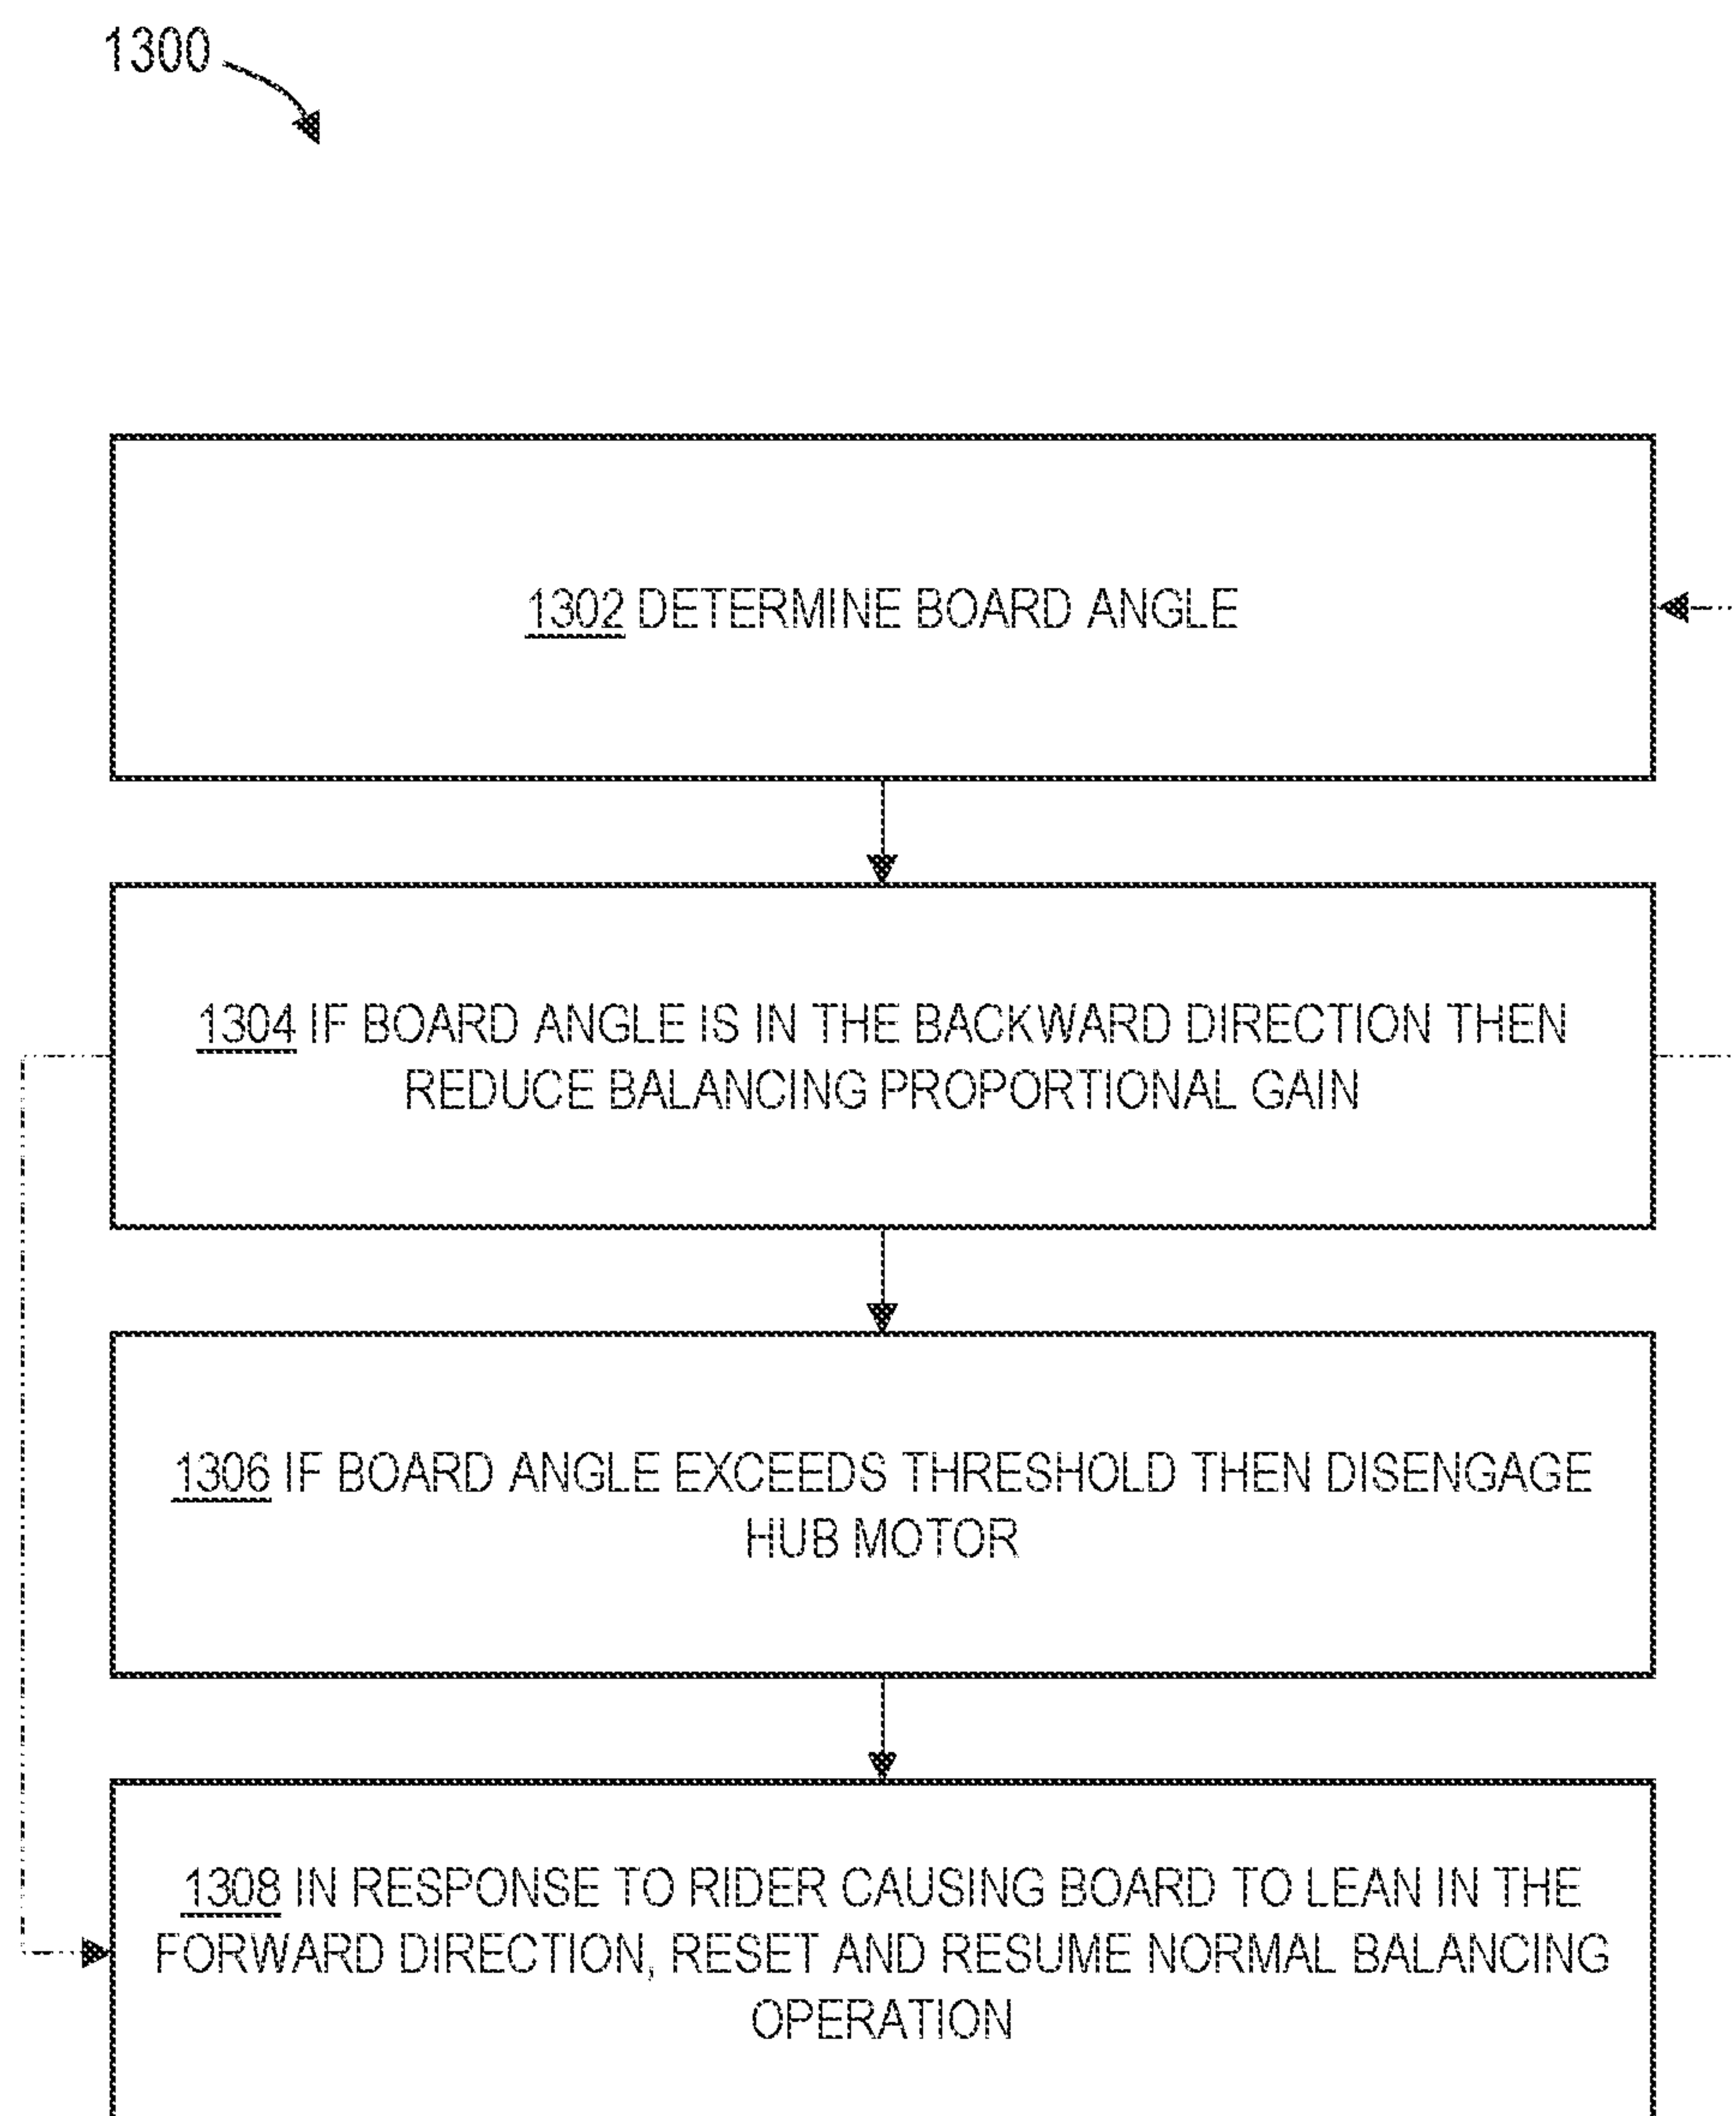 1300
1302 DETERMINE BOARD ANGLE
1304 IF BOARD ANGLE IS IN THE BACKWARD DIRECTION THEN
REDUCE BALANCING PROPORTIONAL GAIN
1306 IF BOARD ANGLE EXCEEDS THRESHOLD THEN DISENGAGE
HUB MOTOR
1308 IN RESPONSE TO RIDER CAUSING BOARD TO LEAN IN THE
FORWARD DIRECTION, RESET AND RESUME NORMAL BALANCING
OPERATION